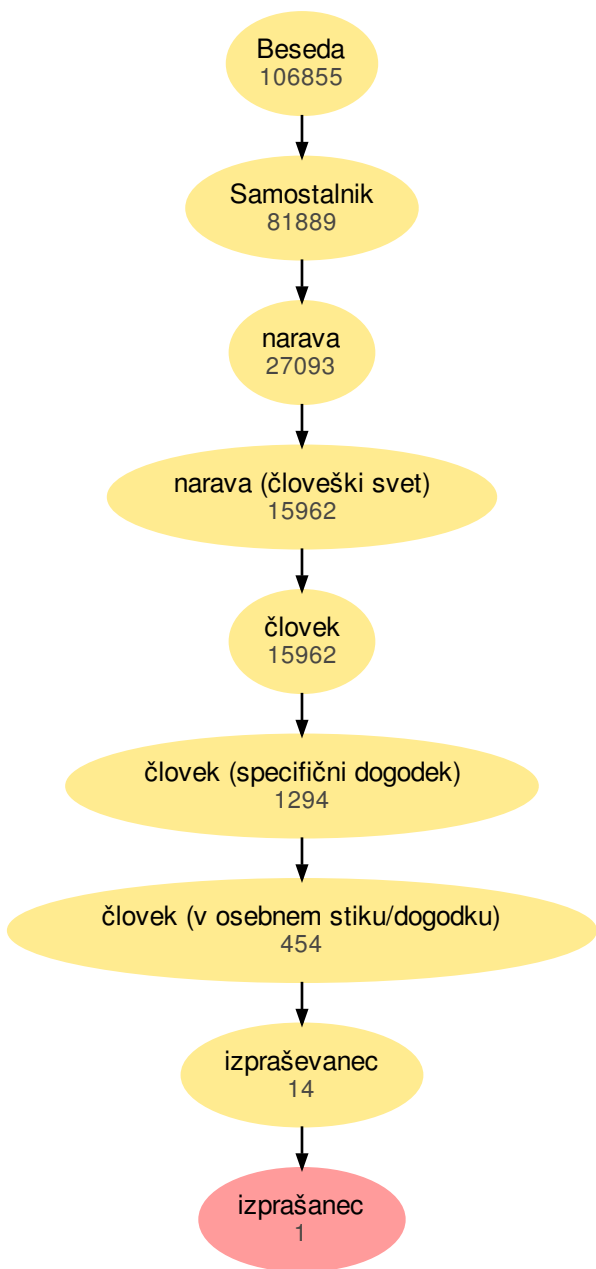 Beseda
106855
Samostalnik
81889
narava
27093
narava (človeški svet)
15962
človek
15962
človek (specifični dogodek)
1294
človek (v osebnem stiku/dogodku)
454
izpraševanec
14
izprašanec
1